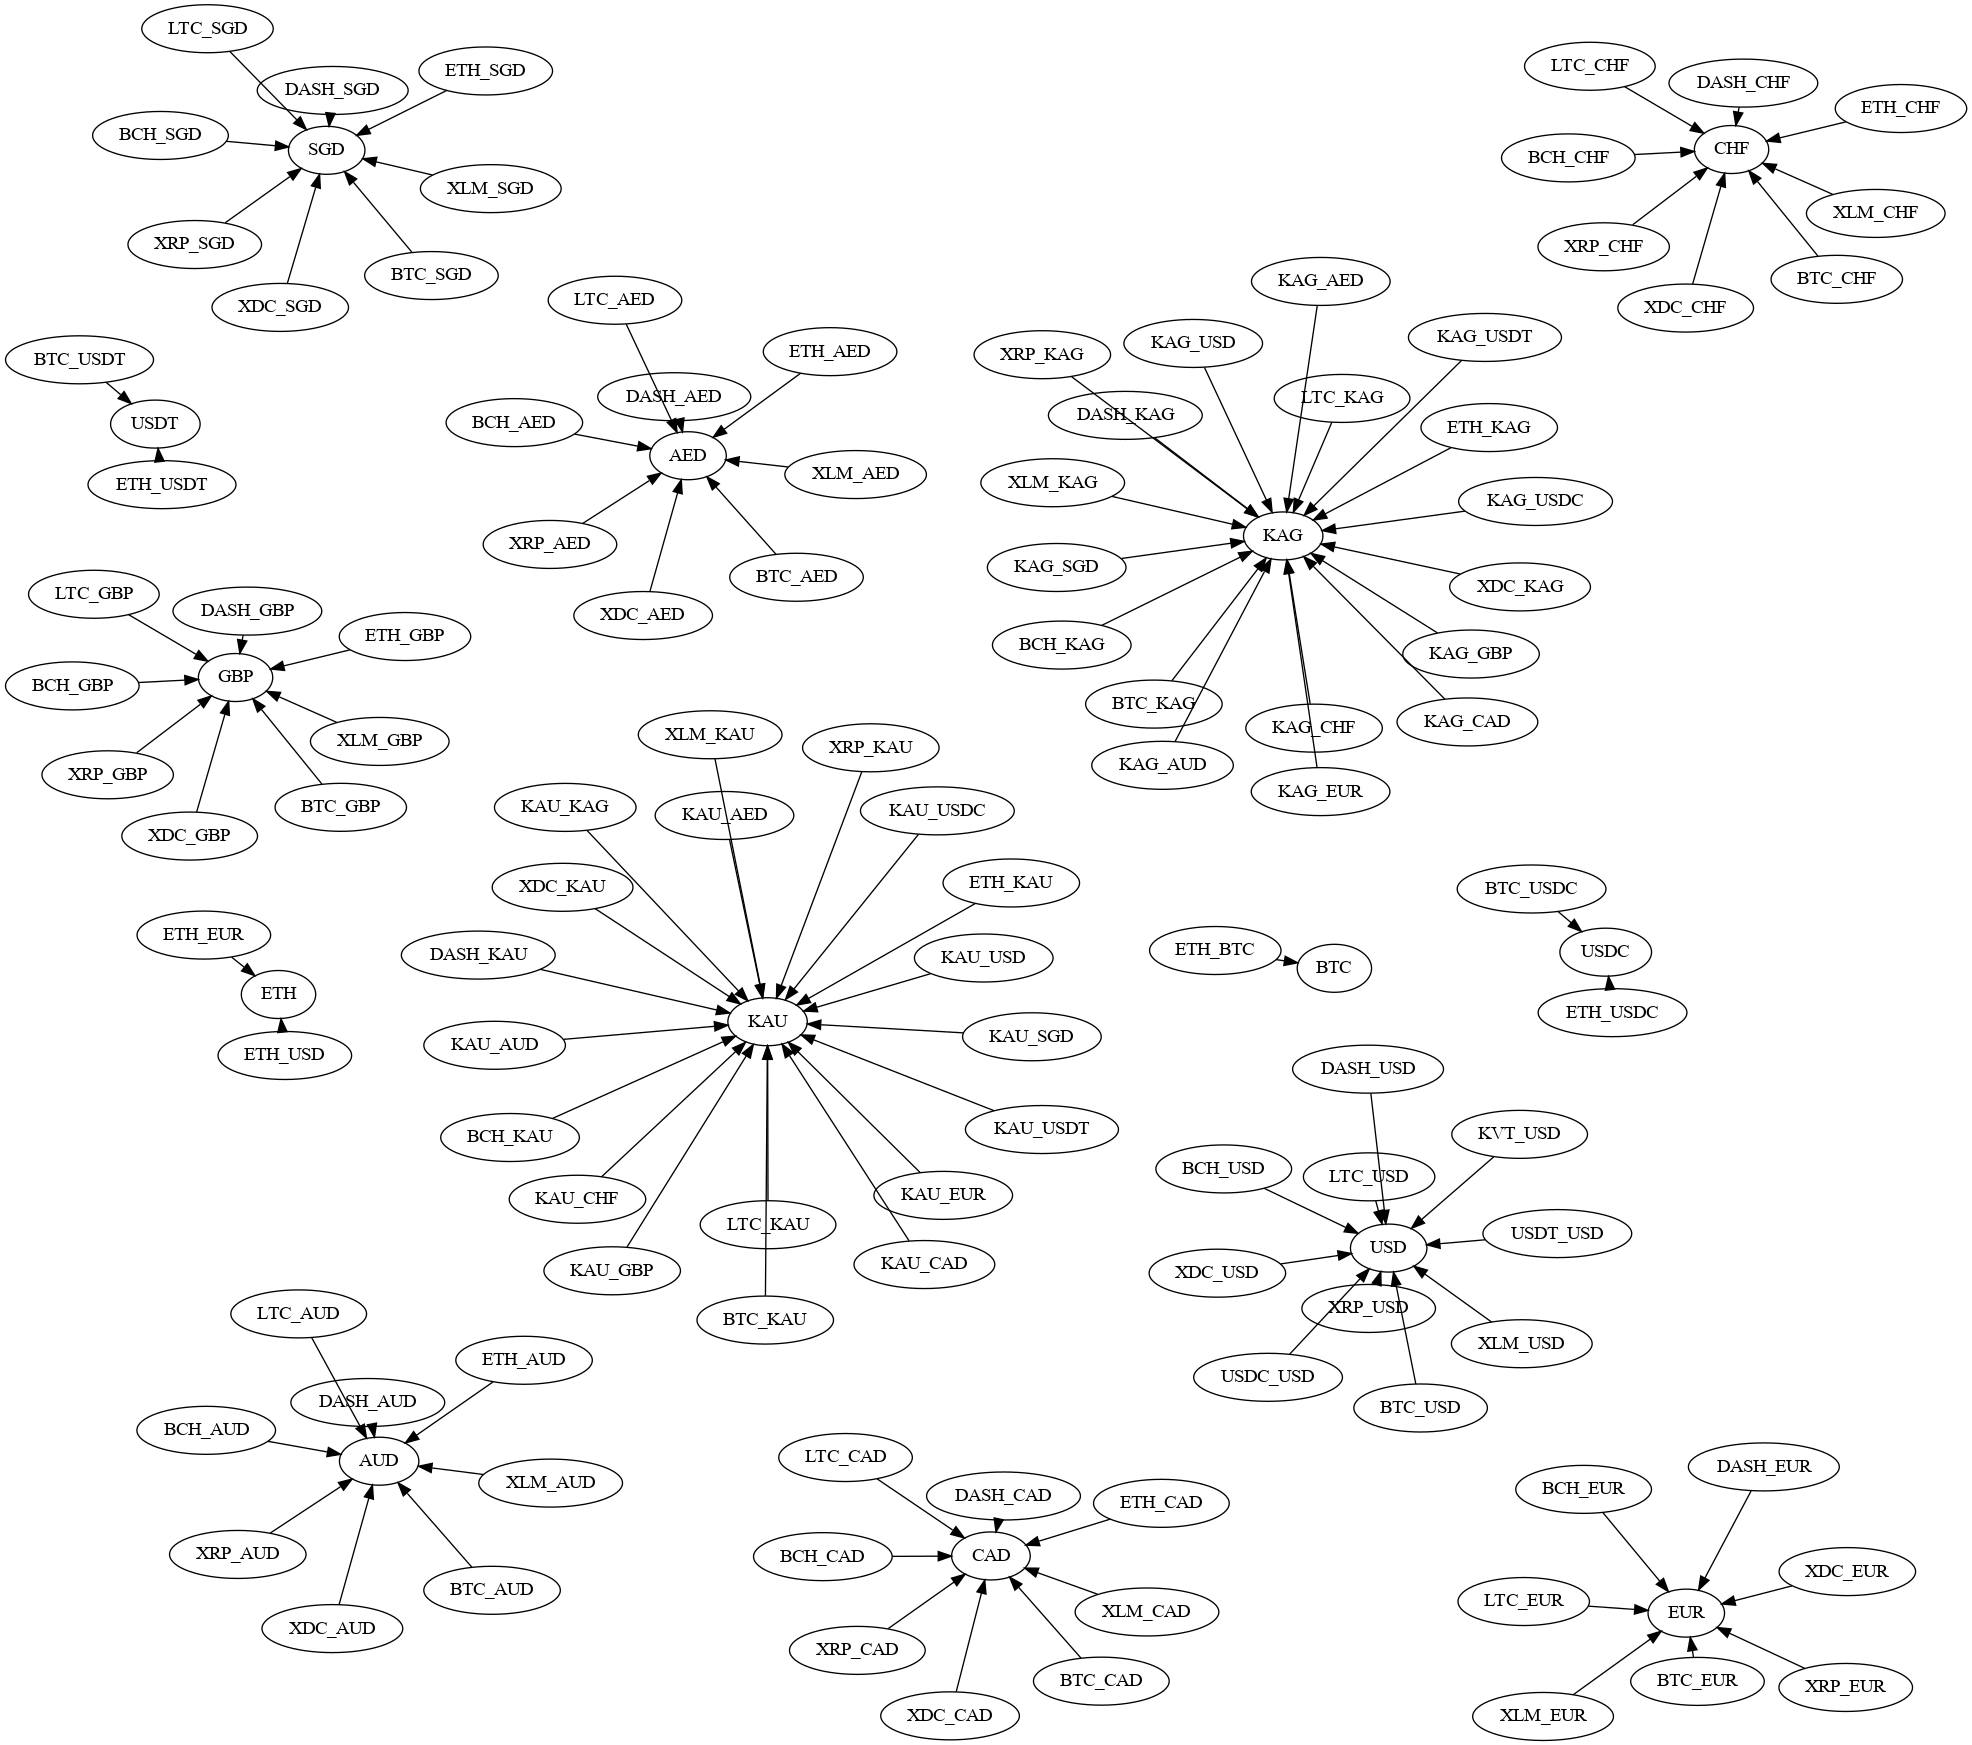 LTC_SGD
DASH_SGD
ETH_SGD
BCH_SGD
SGD
XLM_SGD
XRP_SGD
BTC_SGD
XDC_SGD
LTC_CHF
DASH_CHF
ETH_CHF
BCH_CHF
CHF
XLM_CHF
XRP_CHF
BTC_CHF
XDC_CHF
BTC_USDT
USDT
ETH_USDT
LTC_AED
ETH_AED
DASH_AED
BCH_AED
AED
XLM_AED
XRP_AED
BTC_AED
XDC_AED
KAG_AED
XRP_KAG
KAG_USD
KAG_USDT
LTC_KAG
DASH_KAG
ETH_KAG
XLM_KAG
KAG_USDC
KAG
KAG_SGD
XDC_KAG
BCH_KAG
KAG_GBP
BTC_KAG
KAG_CHF
KAG_CAD
KAG_AUD
KAG_EUR
LTC_GBP
DASH_GBP
ETH_GBP
BCH_GBP
GBP
XLM_GBP
XRP_GBP
BTC_GBP
XDC_GBP
XLM_KAU
XRP_KAU
KAU_KAG
KAU_AED
KAU_USDC
XDC_KAU
ETH_KAU
DASH_KAU
KAU_USD
KAU
KAU_AUD
KAU_SGD
BCH_KAU
KAU_USDT
KAU_CHF
KAU_EUR
LTC_KAU
KAU_GBP
KAU_CAD
BTC_KAU
ETH_EUR
ETH
ETH_USD
ETH_BTC
BTC
BTC_USDC
USDC
ETH_USDC
DASH_USD
KVT_USD
BCH_USD
LTC_USD
USDT_USD
USD
XDC_USD
XRP_USD
XLM_USD
USDC_USD
BTC_USD
LTC_AUD
ETH_AUD
DASH_AUD
BCH_AUD
AUD
XLM_AUD
XRP_AUD
BTC_AUD
XDC_AUD
LTC_CAD
DASH_CAD
ETH_CAD
BCH_CAD
CAD
XLM_CAD
XRP_CAD
BTC_CAD
XDC_CAD
DASH_EUR
BCH_EUR
XDC_EUR
LTC_EUR
EUR
BTC_EUR
XRP_EUR
XLM_EUR